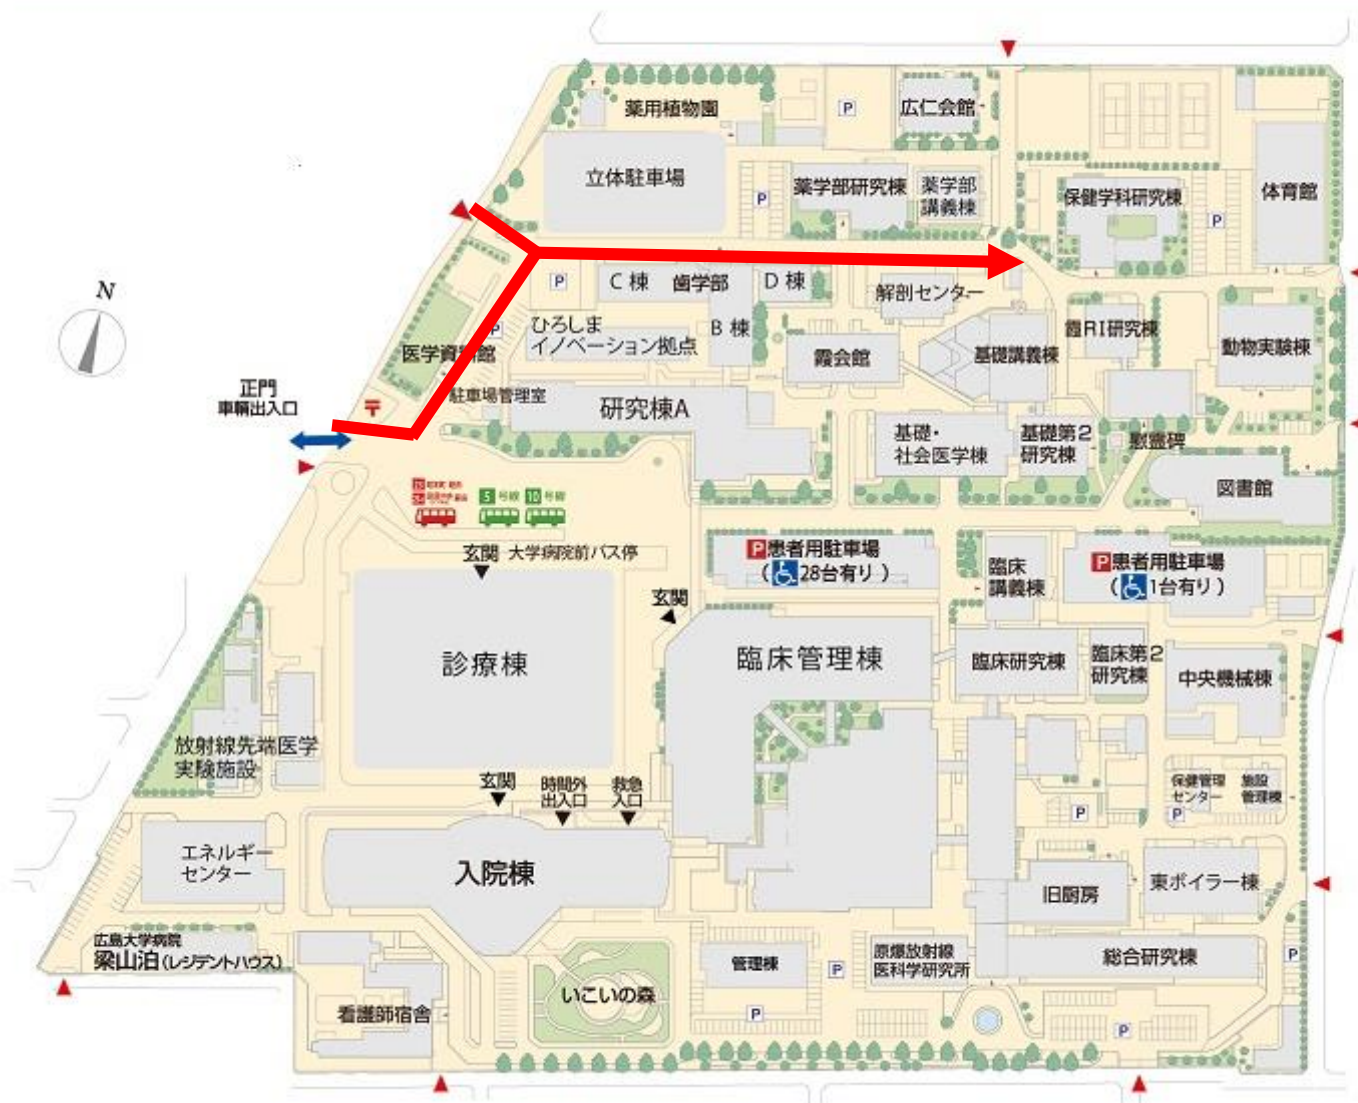 薬用植物園
P
広仁会館
立体駐車場
P
薬学部研究棟
薬学部
講義棟
保健学科研究棟
P
体育館
N
P
C棟
歯学部
D棟
解剖センター
ひろしま
イノベーション拠点
B棟
P
医学資料館
霞会館
基礎講義棟
霞RI研究棟
動物実験棟
正門
車輌出入口
〒
駐車場管理室
研究棟A
基礎・
社会医学棟
基礎第2
研究棟
慰霊碑
図書館
5号線
10号線
玄関
大学病院前バス停
P患者用駐車場
(♿28台有り)
臨床
講義棟
P患者用駐車場
(♿1台有り)
玄関
診療棟
臨床管理棟
臨床研究棟
臨床第2
研究棟
中央機械棟
放射線先端医学
実験施設
玄関
時間外
出入口
救急
入口
保健管理
センター
施設
管理棟
P
P
エネルギー
センター
入院棟
旧厨房
東ボイラー棟
広島大学病院
梁山泊(レジデントハウス)
管理棟
P
原爆放射線
医科学研究所
総合研究棟
P
看護師宿舎
いこいの森
P
P